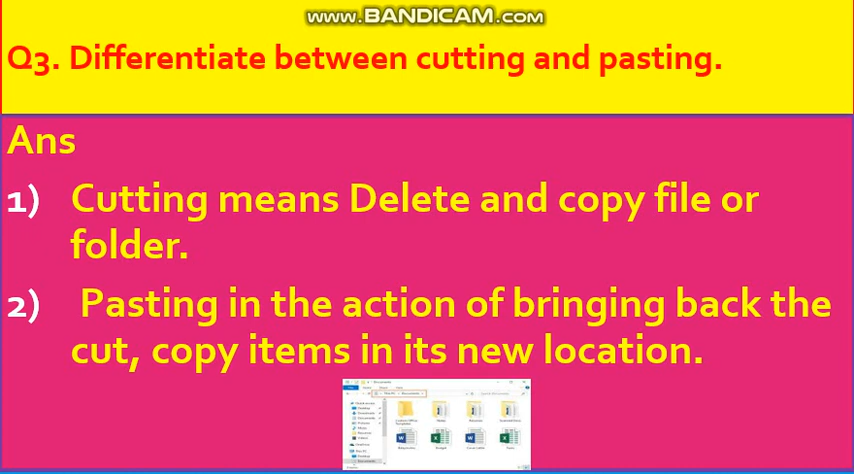 www.BANDICAM.com
Q3. Differentiate between cutting and pasting.
Ans
1) Cutting means Delete and copy file or
folder.
2) Pasting in the action of bringing back the
cut, copy items in its new location.